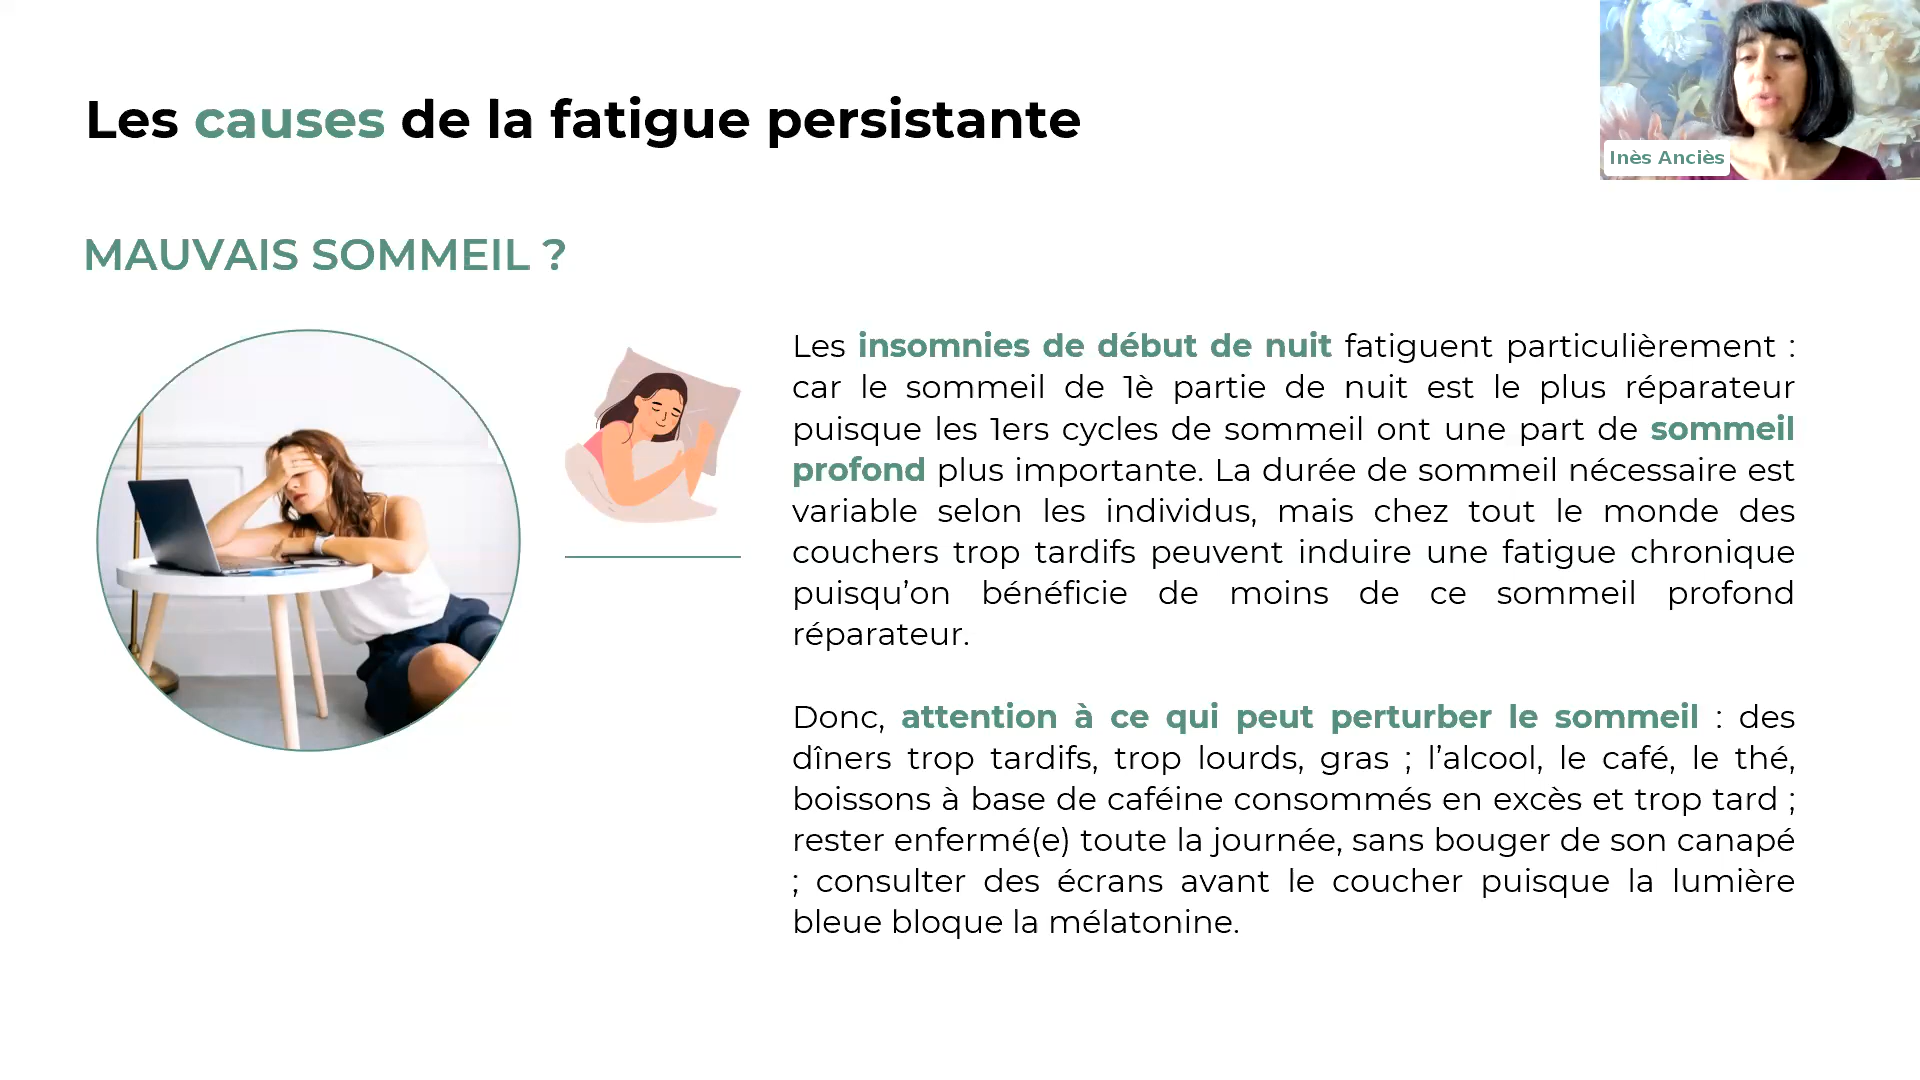 Les causes de la fatigue persistante
Inès Anciès
MAUVAIS SOMMEIL ?
Les insomnies de début de nuit fatiguent particulièrement :
car le sommeil de 1è partie de nuit est le plus réparateur
puisque les 1ers cycles de sommeil ont une part de sommeil
profond plus importante. La durée de sommeil nécessaire est
variable selon les individus, mais chez tout le monde des
couchers trop tardifs peuvent induire une fatigue chronique
puisqu’on bénéficie de moins de ce sommeil profond
réparateur.
Donc, attention à ce qui peut perturber le sommeil : des
dîners trop tardifs, trop lourds, gras ; l’alcool, le café, le thé,
boissons à base de caféine consommés en excès et trop tard ;
rester enfermé(e) toute la journée, sans bouger de son canapé
; consulter des écrans avant le coucher puisque la lumière
bleue bloque la mélatonine.